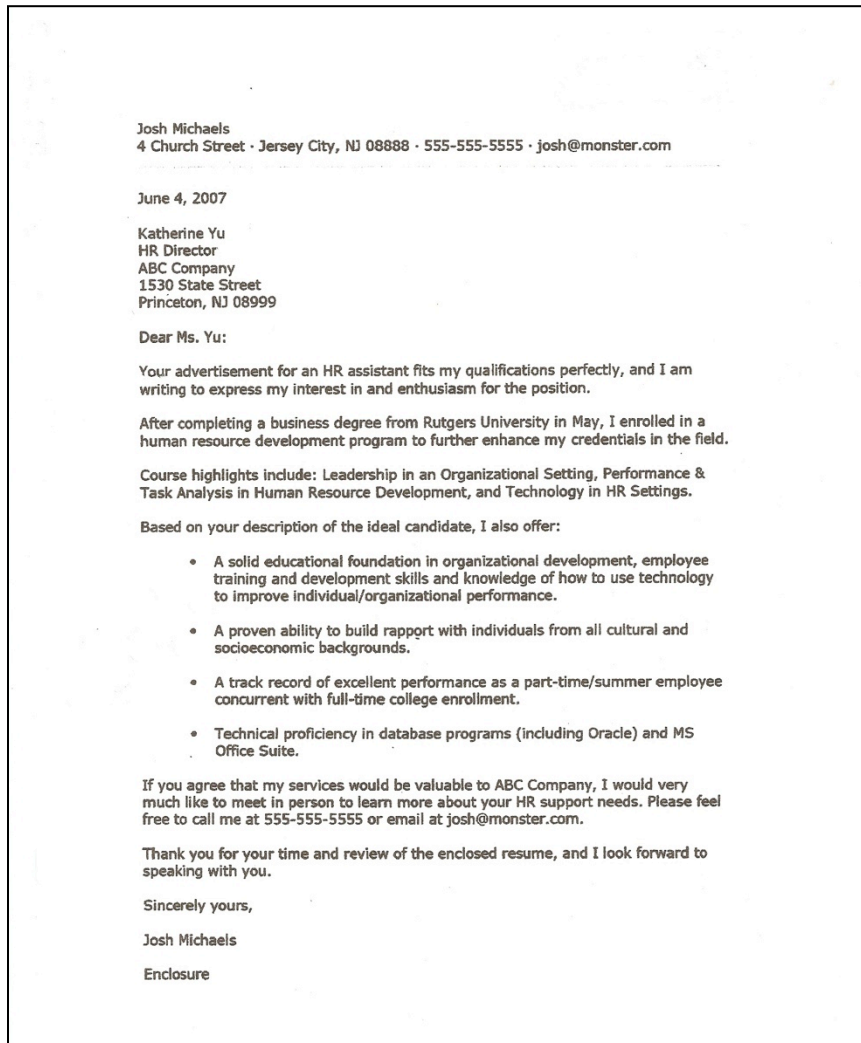 Josh Michaels
4 Church Street · Jersey City, NJ 08888 · 555-555-5555 · josh@monster.com
June 4, 2007
Katherine Yu
HR Director
ABC Company
1530 State Street
Princeton, NJ 08999
Dear Ms. Yu:
Your advertisement for an HR assistant fits my qualifications perfectly, and I am
writing to express my interest in and enthusiasm for the position.
After completing a business degree from Rutgers University in May, I enrolled in a
human resource development program to further enhance my credentials in the field.
Course highlights include: Leadership in an Organizational Setting, Performance &
Task Analysis in Human Resource Development, and Technology in HR Settings.
Based on your description of the ideal candidate, I also offer:
• A solid educational foundation in organizational development, employee
training and development skills and knowledge of how to use technology
to improve individual/organizational performance.
• A proven ability to build rapport with individuals from all cultural and
socioeconomic backgrounds.
• A track record of excellent performance as a part-time/summer employee
concurrent with full-time college enrollment.
• Technical proficiency in database programs (including Oracle) and MS
Office Suite.
If you agree that my services would be valuable to ABC Company, I would very
much like to meet in person to learn more about your HR support needs. Please feel
free to call me at 555-555-5555 or email at josh@monster.com.
Thank you for your time and review of the enclosed resume, and I look forward to
speaking with you.
Sincerely yours,
Josh Michaels
Enclosure